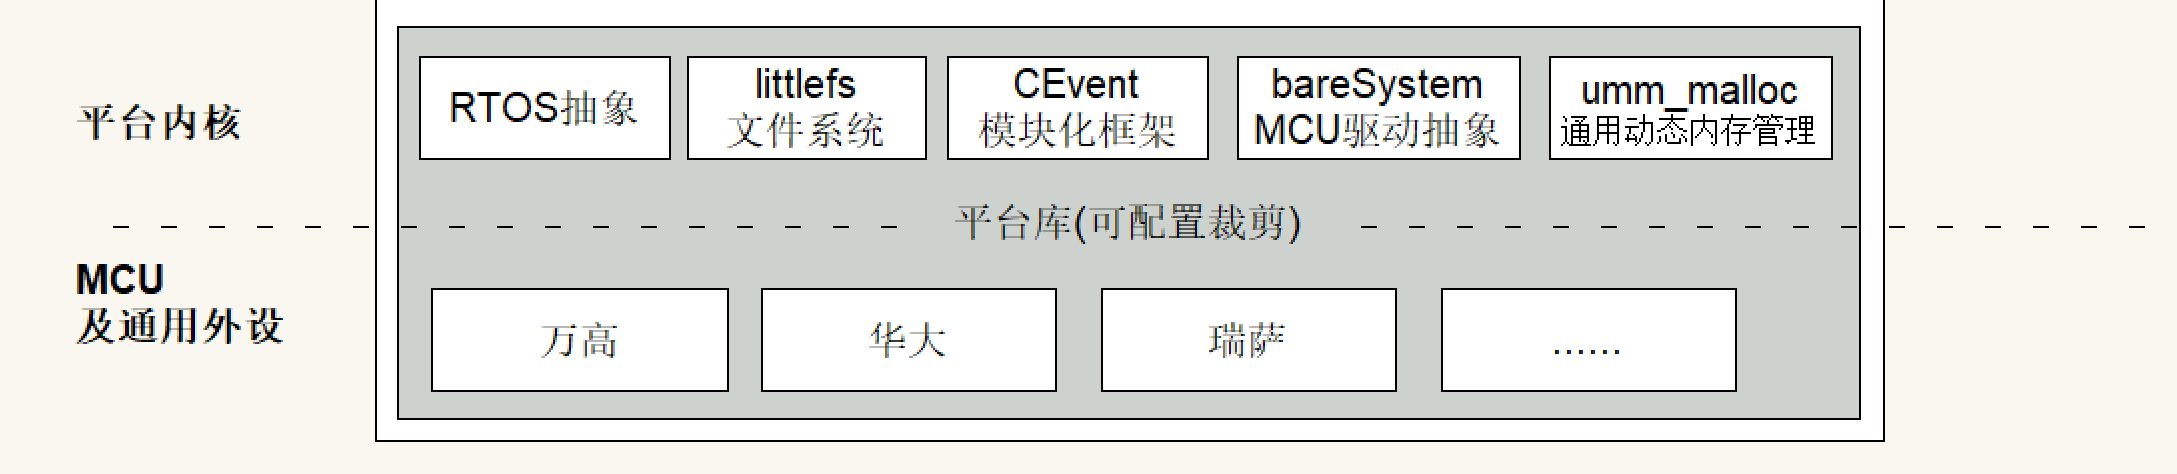 平台内核
RTOS抽象
littlefs
文件系统
CEvent
模块化框架
bareSystem
MCU驱动抽象
umm_malloc
通用动态内存管理
平台库(可配置裁剪)
MCU
及通用外设
万高
华大
瑞萨
......